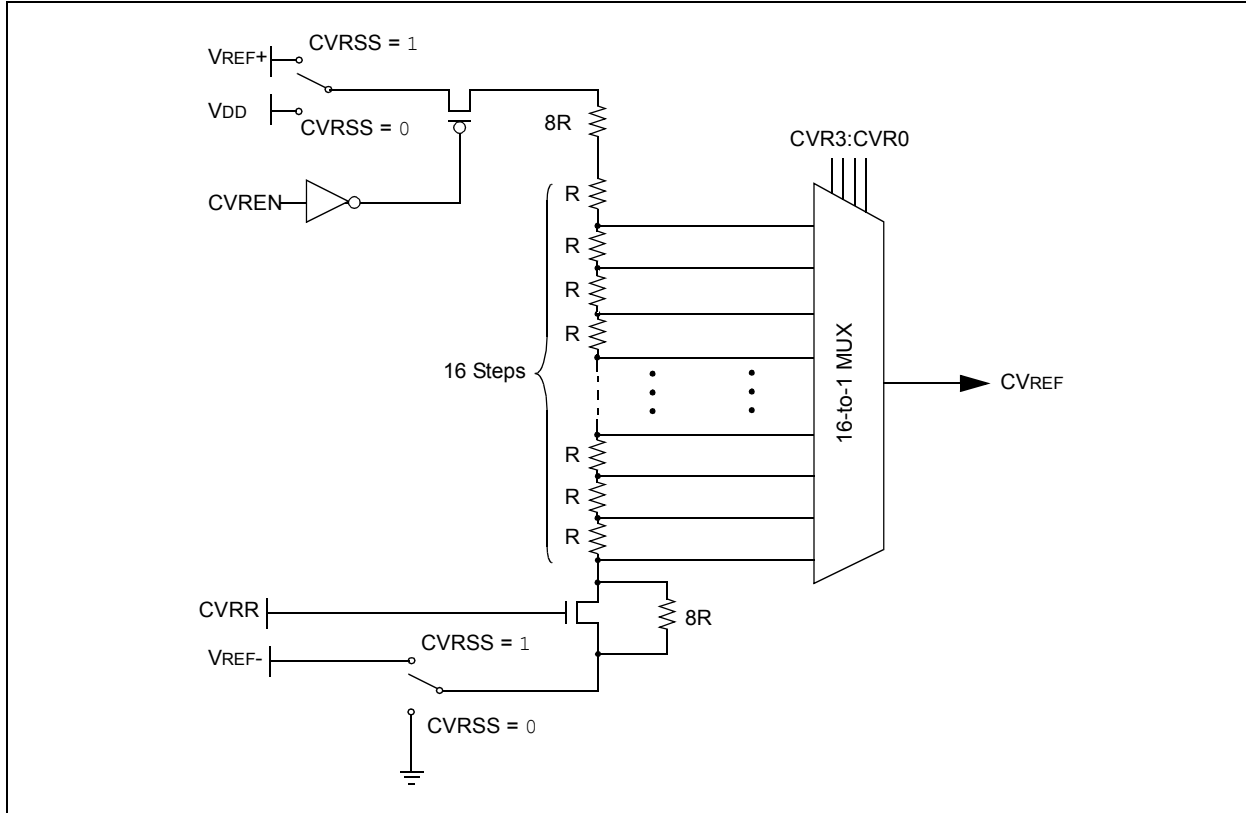 CVRSS = 1
VREF+
VDD
CVRSS = 0
8R
CVR3:CVR0
CVREN
R
R
R
R
16 Steps
16-to-1 MUX
CVREF
R
R
R
CVRR
8R
CVRSS = 1
VREF-
CVRSS = 0